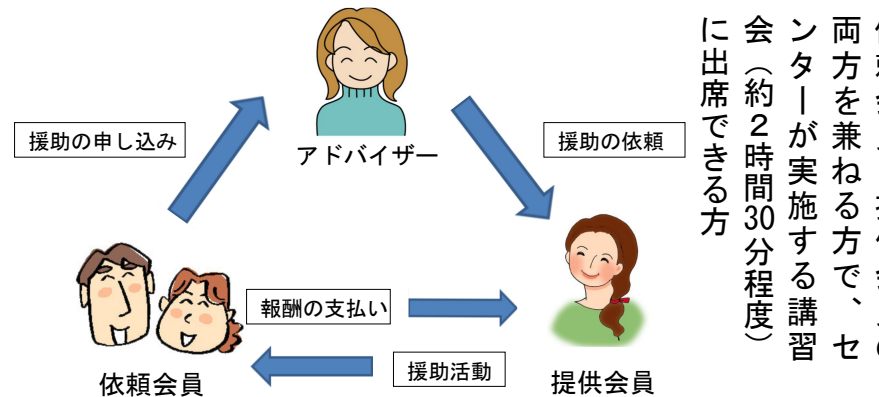 両方を兼ねる方で、セ
ンターが実施する講習
会（約２時間30分程度）
に出席できる方
アドバイザー
援助の申し込み
援助の依頼
報酬の支払い
援助活動
依頼会員
提供会員